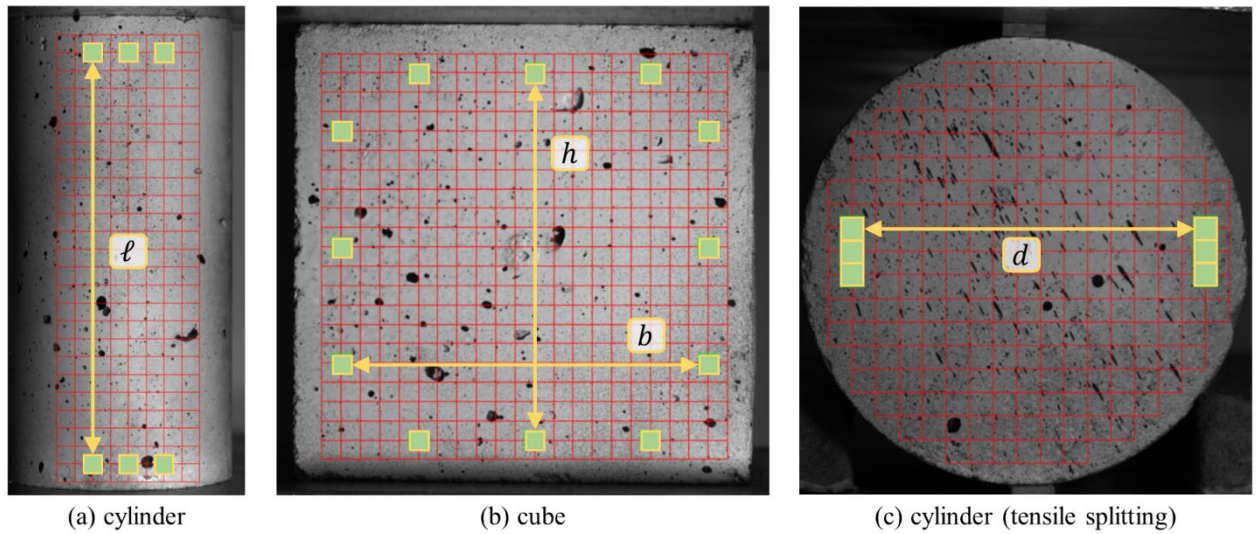 ℓ
h
b
d
(a) cylinder
(b) cube
(c) cylinder (tensile splitting)